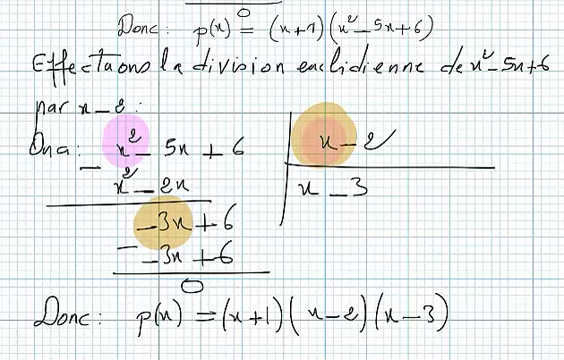 0
Donc: p(x) = (x+1)(x²-5x+6)
Effectuons la division euclidienne de x²-5x+6
par x-2:
On a: x² - 5x + 6 | x-2
- x² - 2x | x - 3
-3x + 6
- -3x + 6
0
Donc: p(x) = (x+1)(x-2)(x-3)